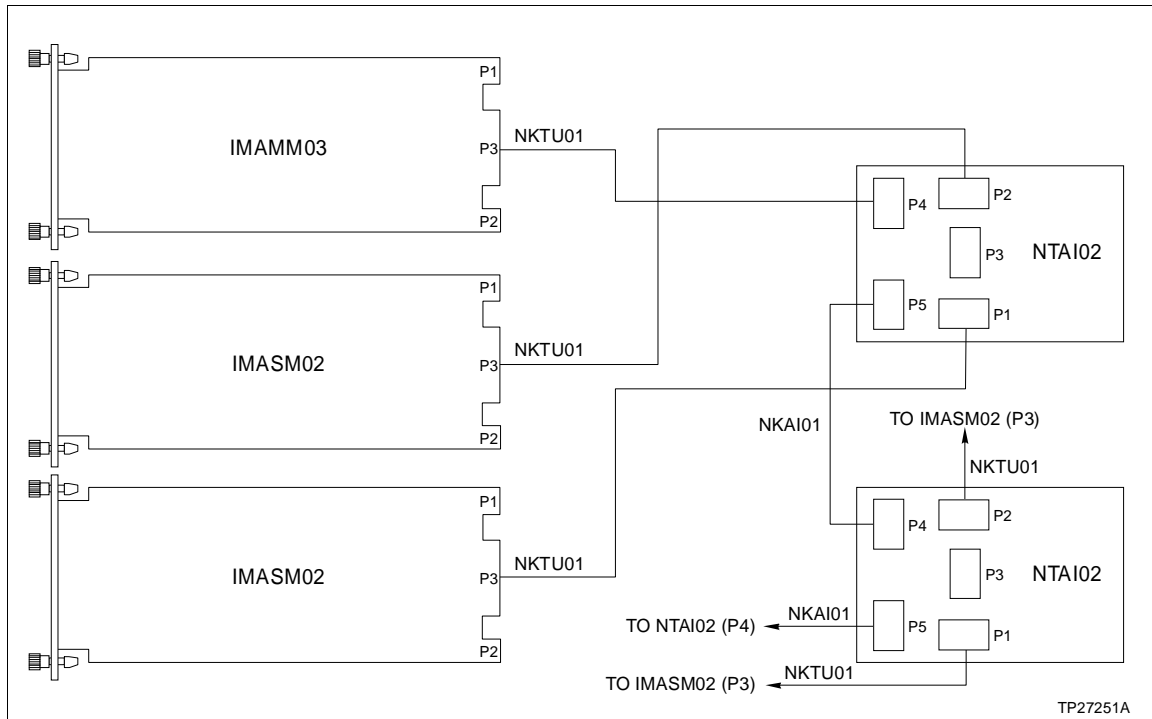 P1
IMAMM03
P3
NKTU01
P2
P1
IMASM02
P3
NKTU01
P2
P1
IMASM02
P3
NKTU01
P2
P4
P2
P3
NTAI02
P5
P1
NKAI01
TO IMASM02 (P3)
NKTU01
P4
P2
P3
NTAI02
P5
P1
NKAI01
TO NTAI02 (P4)
NKTU01
TO IMASM02 (P3)
TP27251A